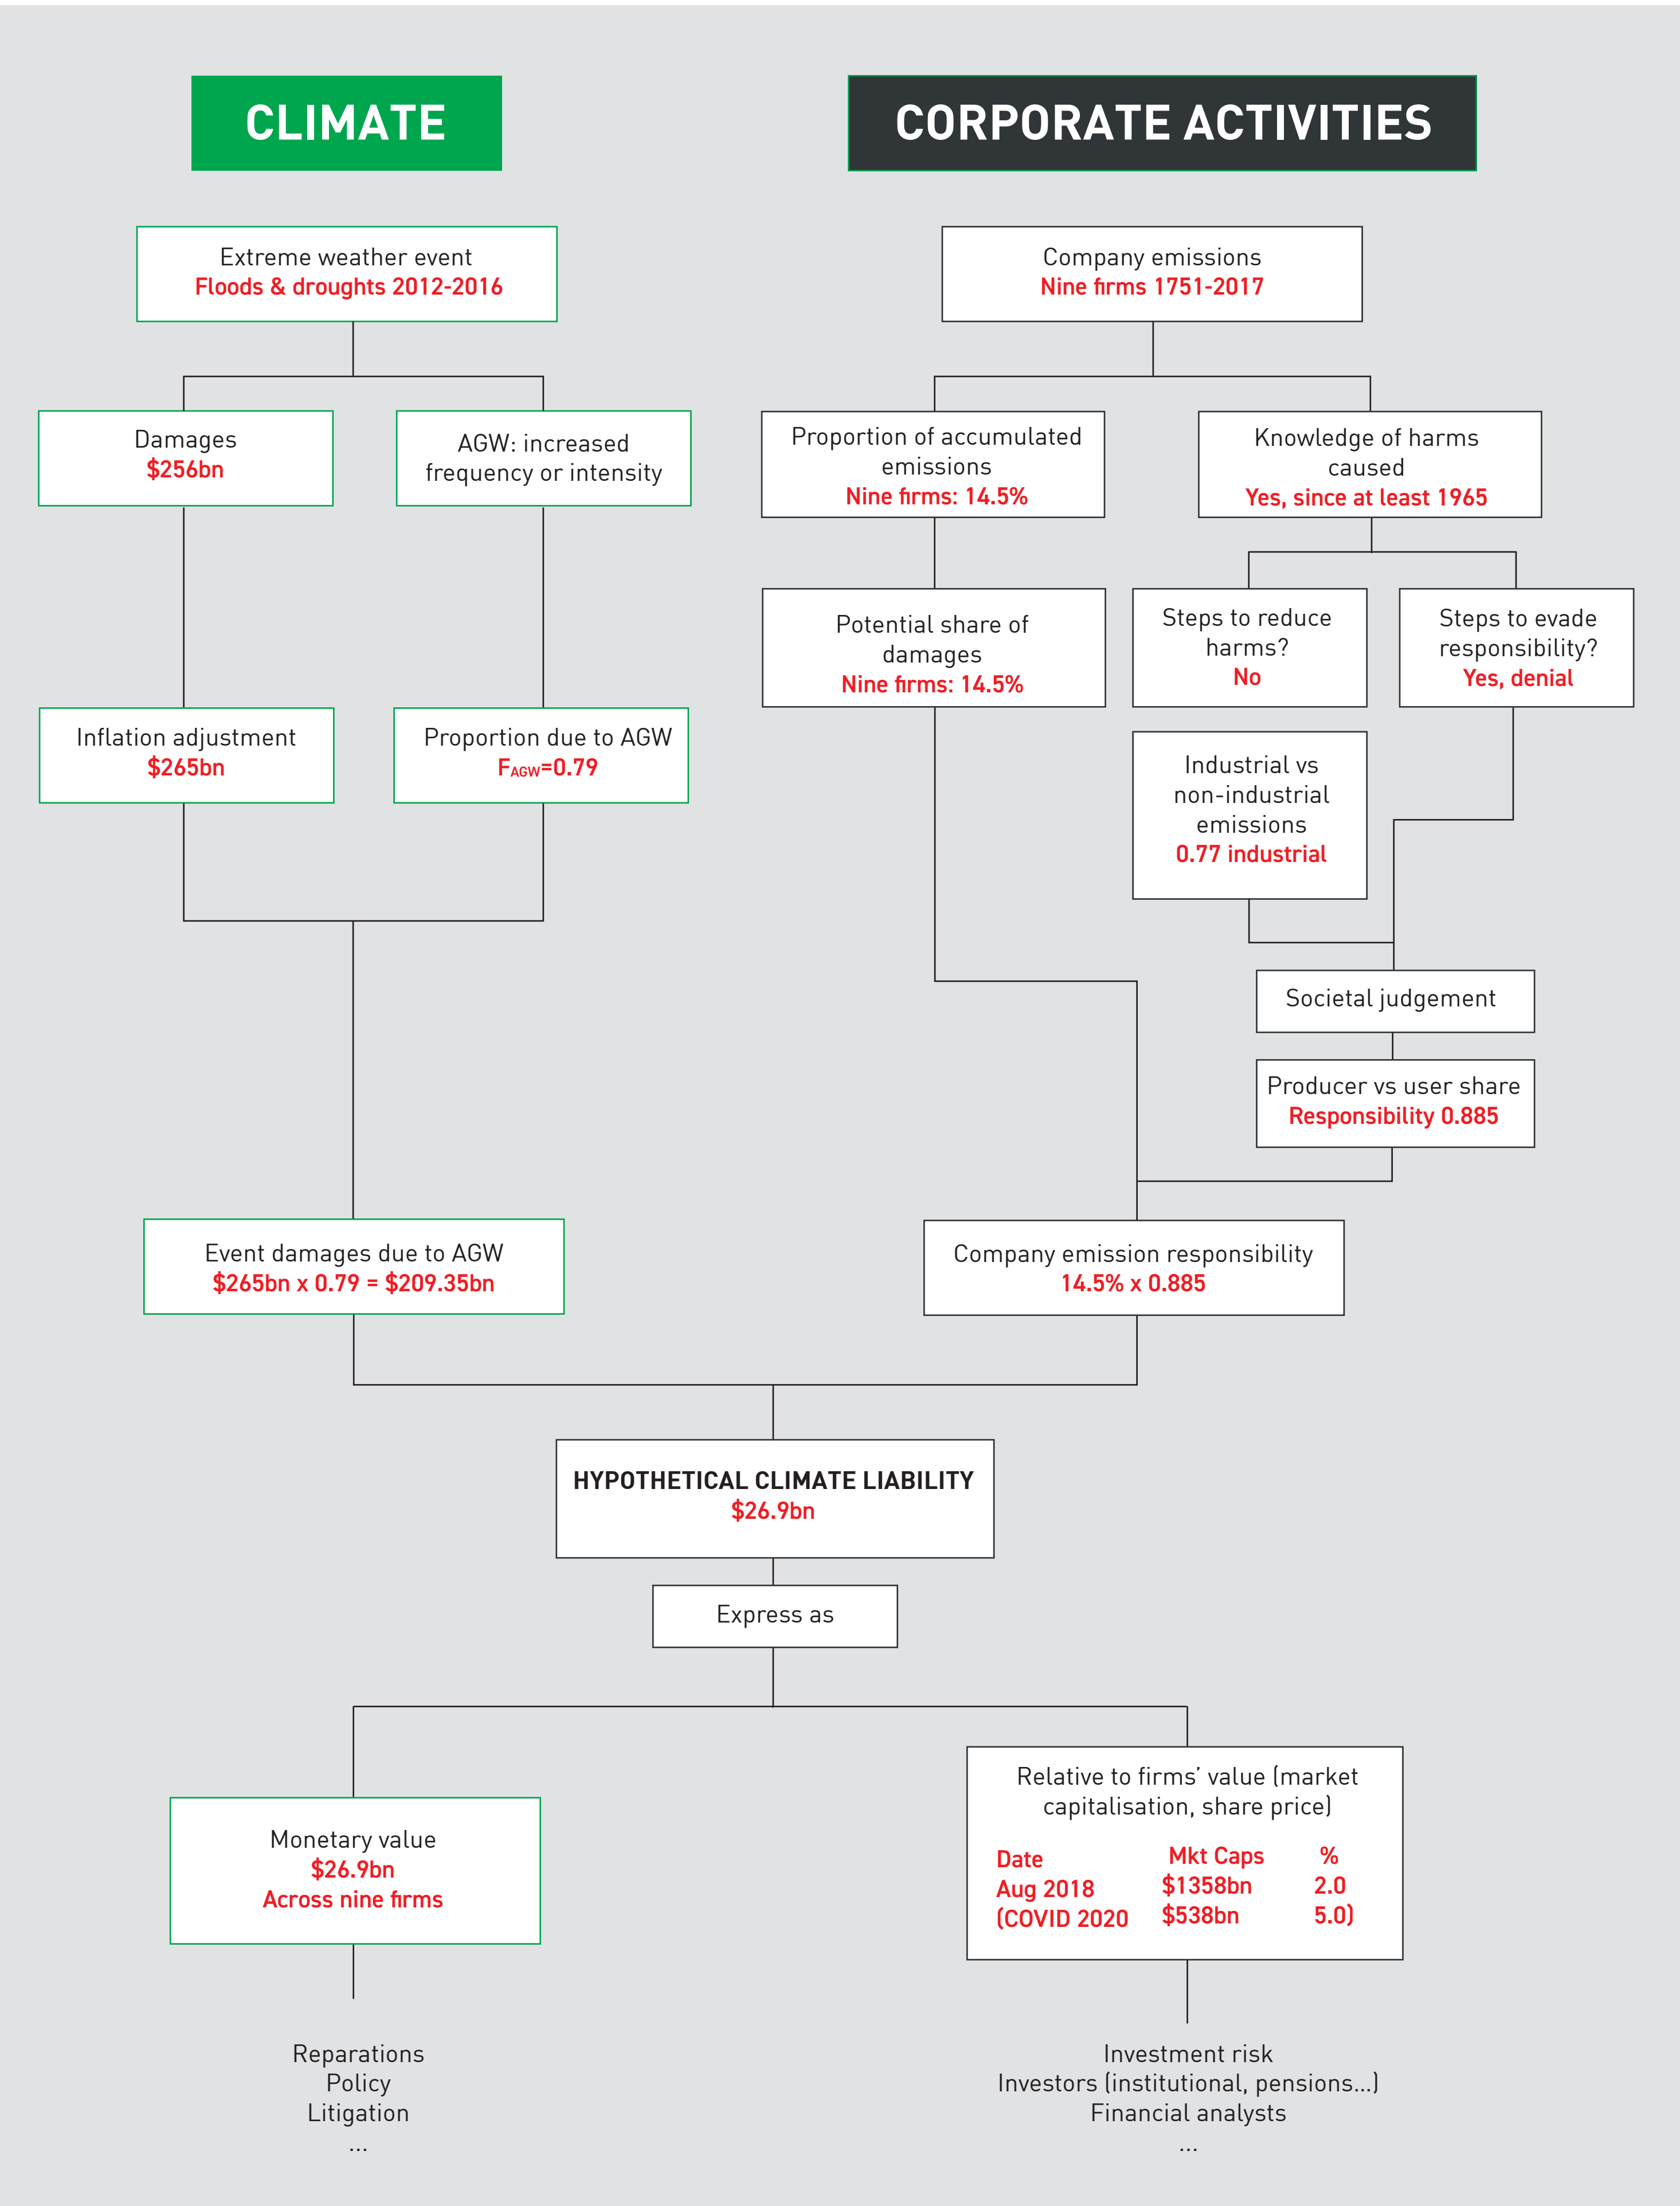 CLIMATE
CORPORATE ACTIVITIES
Extreme weather event
Floods & droughts 2012-2016
Company emissions
Nine firms 1751-2017
Damages
$256bn
AGW: increased
frequency or intensity
Proportion of accumulated
emissions
Nine firms: 14.5%
Knowledge of harms
caused
Yes, since at least 1965
Potential share of
damages
Nine firms: 14.5%
Steps to reduce
harms?
No
Steps to evade
responsibility?
Yes, denial
Inflation adjustment
$265bn
Proportion due to AGW
FAGW=0.79
Industrial vs
non-industrial
emissions
0.77 industrial
Societal judgement
Producer vs user share
Responsibility 0.885
Event damages due to AGW
$265bn x 0.79 = $209.35bn
Company emission responsibility
14.5% x 0.885
HYPOTHETICAL CLIMATE LIABILITY
$26.9bn
Express as
Monetary value
$26.9bn
Across nine firms
Relative to firms’ value (market
capitalisation, share price)
Date Mkt Caps %
Aug 2018 $1358bn 2.0
(COVID 2020 $538bn 5.0)
Reparations
Policy
Litigation
...
Investment risk
Investors (institutional, pensions...)
Financial analysts
...